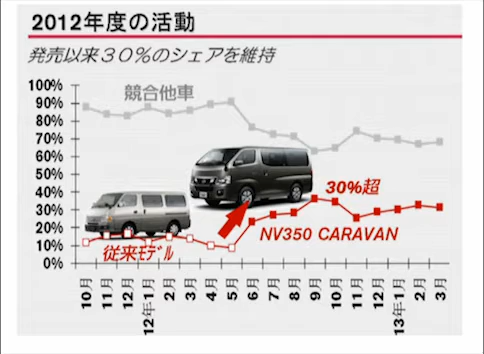 2012年度の活動
発売以来30%のシェアを維持
100%
90%
80%
70%
60%
50%
40%
30%
20%
10%
0%
競合他車
30%超
NV350 CARAVAN
従来モデル
10月
11月
12月
12年1月
2月
3月
4月
5月
6月
7月
8月
9月
10月
11月
12月
13年1月
2月
3月